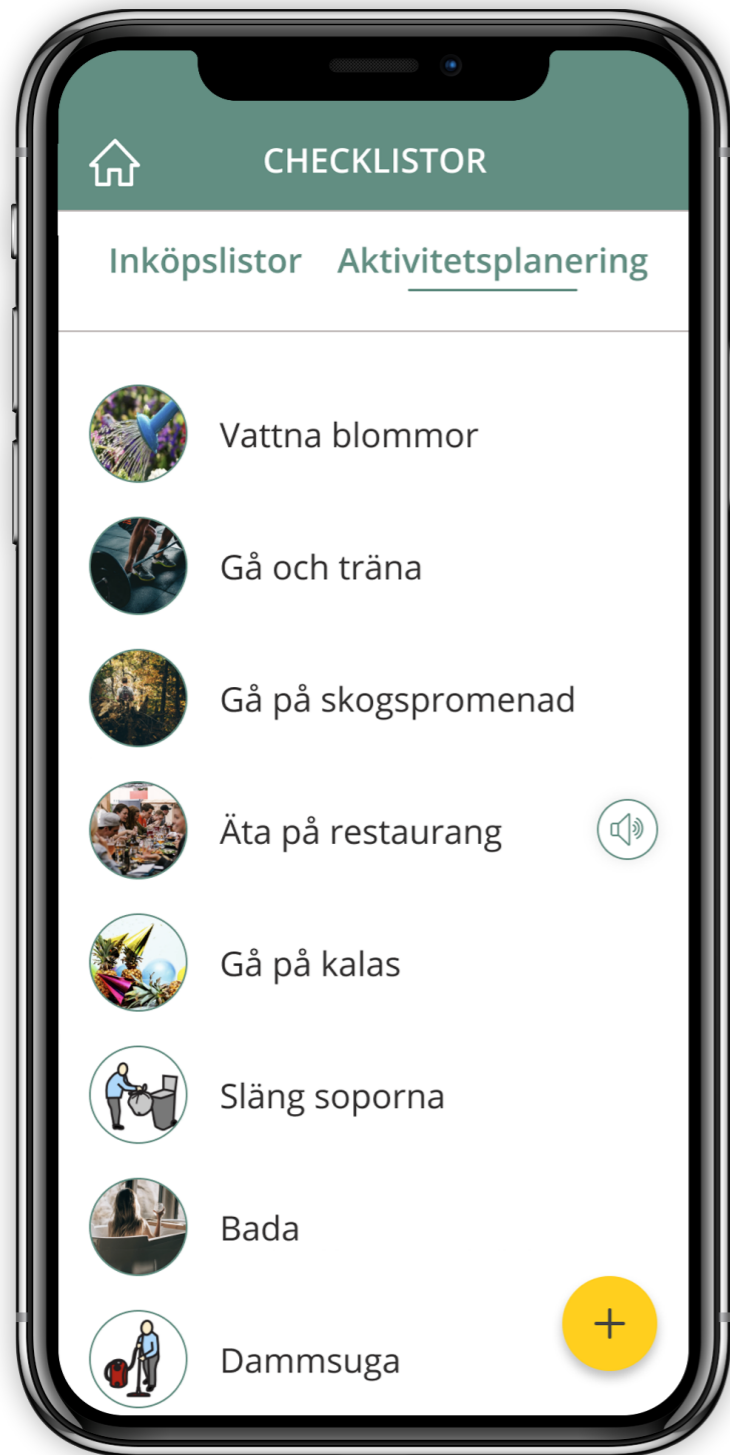 CHECKLISTOR
Inköpslistor Aktivitetsplanering
Vattna blommor
Gå och träna
Gå på skogspromenad
Äta på restaurang
Gå på kalas
Släng soporna
Bada
Dammsuga